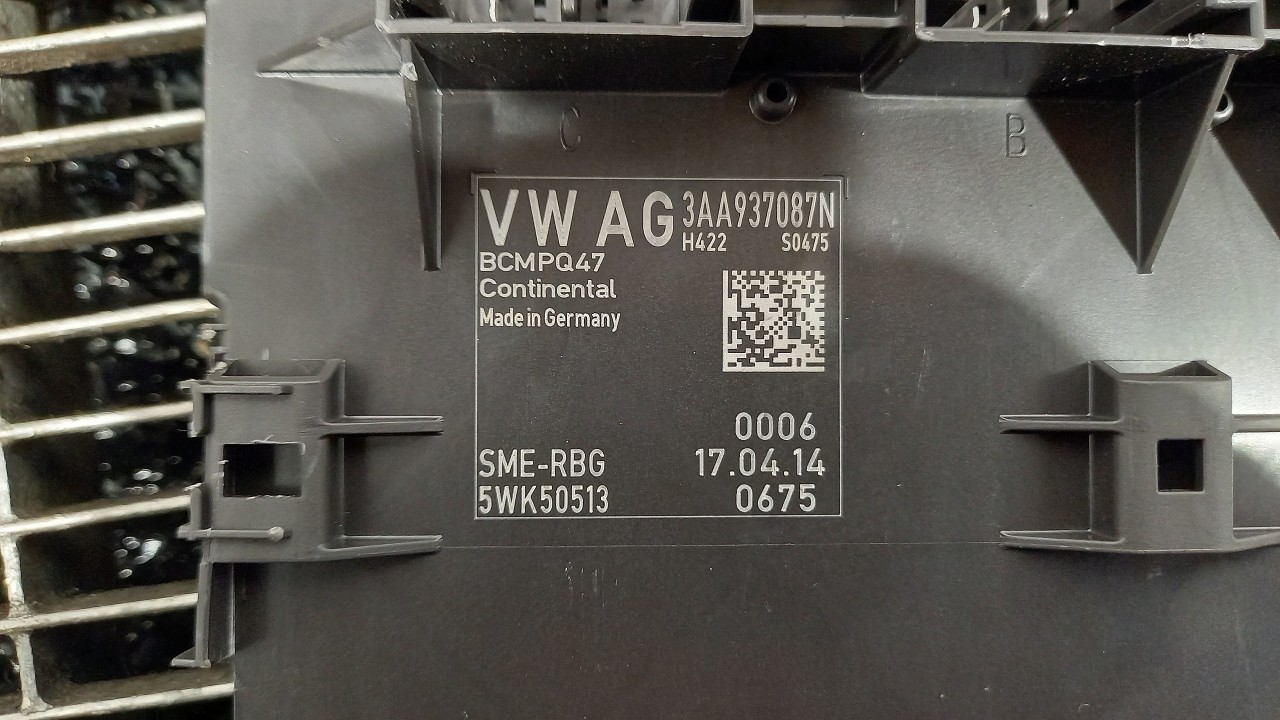 C B
VW AG 3AA937087N
H422 S0475
BCMPQ47
Continental
Made in Germany
0006
SME-RBG 17.04.14
5WK50513 0675